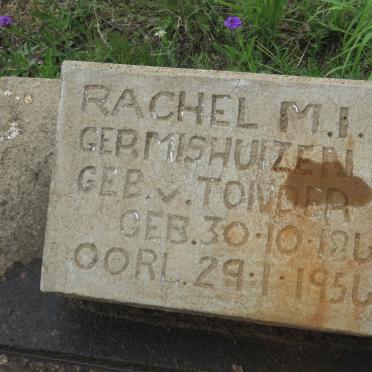 RACHEL M.I.
GERMISHUIZEN
GEB. v. TONDER
GEB. 30·10·18
OORL. 29·1·195